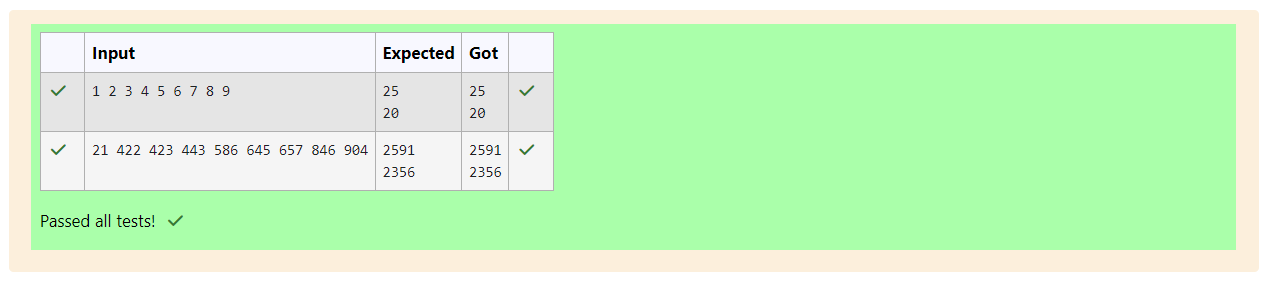 Input Expected Got
1 2 3 4 5 6 7 8 9 25 25
20 20
21 422 423 443 586 645 657 846 904 2591 2591
2356 2356
Passed all tests!